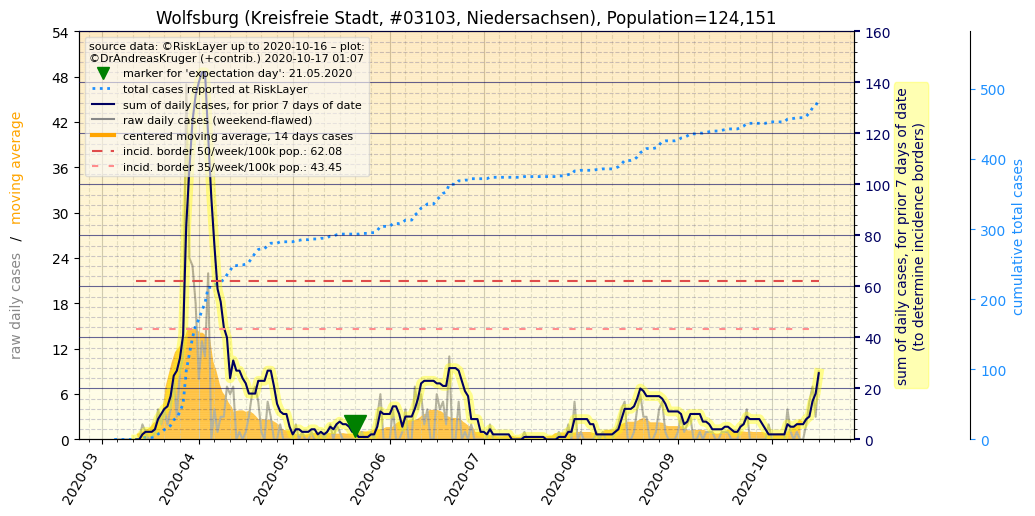 Wolfsburg (Kreisfreie Stadt, #03103, Niedersachsen), Population=124,151
source data: ©RiskLayer up to 2020-10-16 – plot:
©DrAndreasKruger (+contrib.) 2020-10-17 01:07
marker for 'expectation day': 21.05.2020
total cases reported at RiskLayer
sum of daily cases, for prior 7 days of date
raw daily cases (weekend-flawed)
centered moving average, 14 days cases
incid. border 50/week/100k pop.: 62.08
incid. border 35/week/100k pop.: 43.45
raw daily cases / moving average
54
48
42
36
30
24
18
12
6
0
160
140
120
100
80
60
40
20
0
sum of daily cases, for prior 7 days of date
(to determine incidence borders)
500
400
300
200
100
0
cumulative total cases
2020-03
2020-04
2020-05
2020-06
2020-07
2020-08
2020-09
2020-10